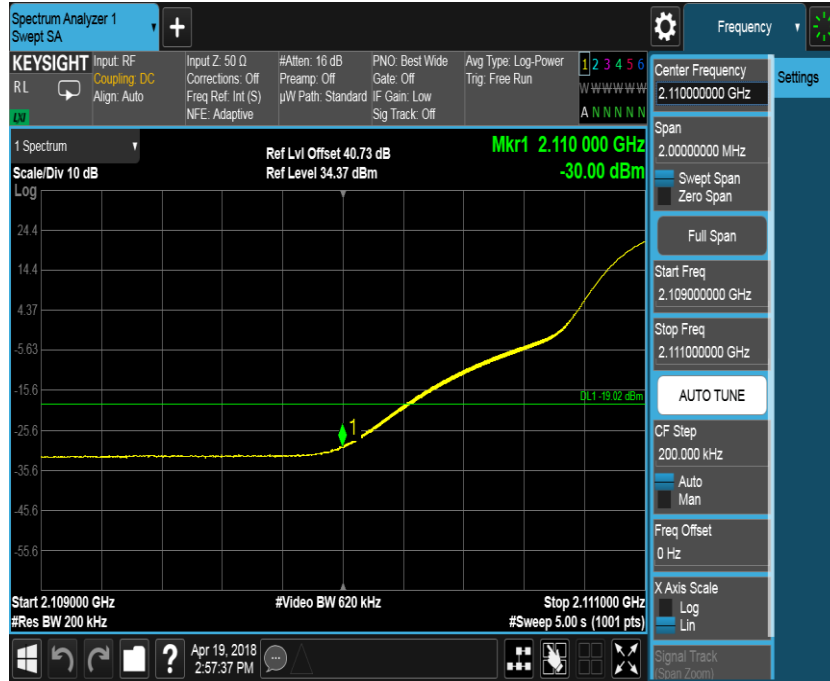 Spectrum Analyzer 1
Swept SA
+
Frequency
KEYSIGHT
RL
LXI
Input: RF
Coupling: DC
Align: Auto
Input Z: 50 Ω
Corrections: Off
Freq Ref: Int (S)
NFE: Adaptive
#Atten: 16 dB
Preamp: Off
µW Path: Standard
PNO: Best Wide
Gate: Off
IF Gain: Low
Sig Track: Off
Avg Type: Log-Power
Trig: Free Run
1 2 3 4 5 6
W W W W W W
A N N N N N
1 Spectrum
Scale/Div 10 dB
Ref Lvl Offset 40.73 dB
Ref Level 34.37 dBm
Mkr1 2.110 000 GHz
-30.00 dBm
Log
24.4
14.4
4.37
-5.63
-15.6
-25.6
-35.6
-45.6
-55.6
DL1 -19.02 dBm
1
Start 2.109000 GHz
#Res BW 200 kHz
#Video BW 620 kHz
Stop 2.111000 GHz
#Sweep 5.00 s (1001 pts)
Center Frequency
2.110000000 GHz
Settings
Span
2.00000000 MHz
Swept Span
Zero Span
Full Span
Start Freq
2.109000000 GHz
Stop Freq
2.111000000 GHz
AUTO TUNE
CF Step
200.000 kHz
Auto
Man
Freq Offset
0 Hz
X Axis Scale
Log
Lin
Signal Track
(Span Zoom)
?
Apr 19, 2018
2:57:37 PM